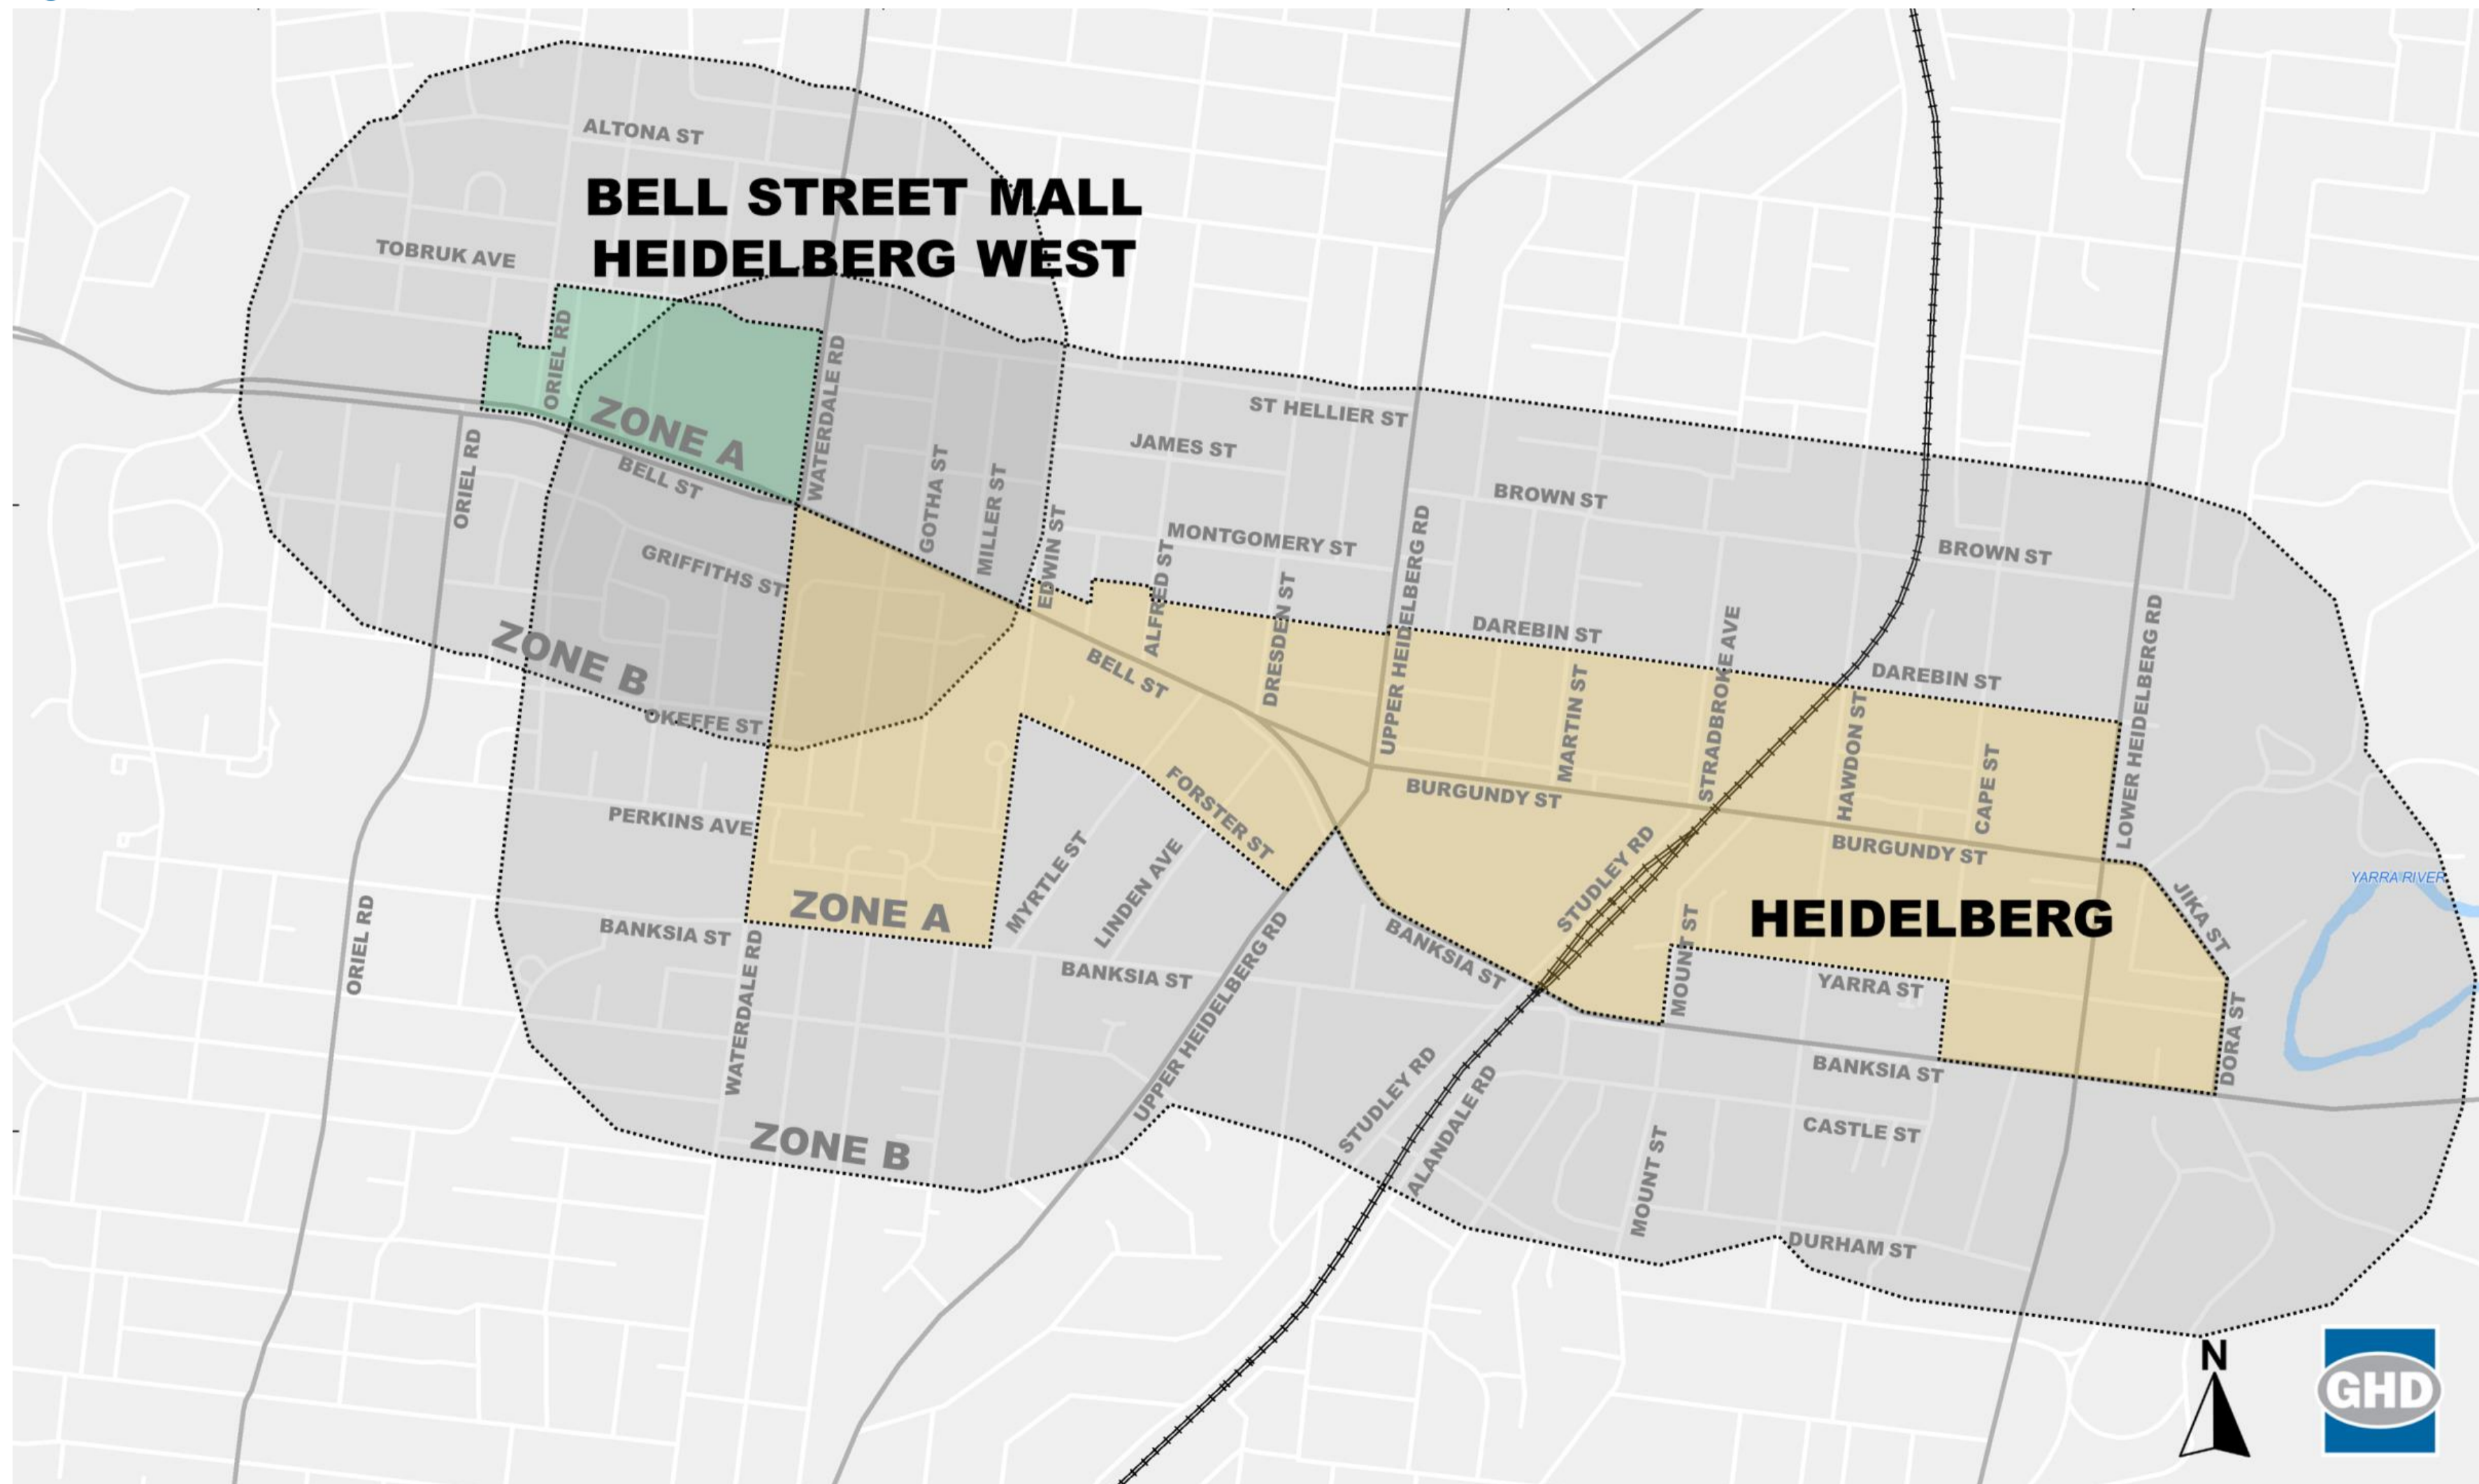 ALTONA ST
BELL STREET MALL
HEIDELBERG WEST
TOBRUK AVE
ORIEL RD
WATERDALE RD
ZONE A
BELL ST
ORIEL RD
GOTHA ST
MILLER ST
EDWIN ST
ST HELLIER ST
JAMES ST
BROWN ST
MONTGOMERY ST
BROWN ST
GRIFFITHS ST
ALFRED ST
DRESDEN ST
UPPER HEIDELBERG RD
DAREBIN ST
STRADBROKE AVE
DAREBIN ST
LOWER HEIDELBERG RD
ZONE B
BELL ST
OKEFFE ST
MARTIN ST
HAWDON ST
CAPE ST
FORSTER ST
BURGUNDY ST
PERKINS AVE
MYRTLE ST
LINDEN AVE
STUDLEY RD
BURGUNDY ST
YARRA RIVER
ZONE A
HEIDELBERG
JIKA ST
BANKSIA ST
ORIEL RD
WATERDALE RD
BANKSIA ST
UPPER HEIDELBERG RD
BANKSIA ST
MOUNT ST
YARRA ST
DORA ST
BANKSIA ST
STUDLEY RD
ALANDALE RD
CASTLE ST
ZONE B
MOUNT ST
DURHAM ST
N
GHD